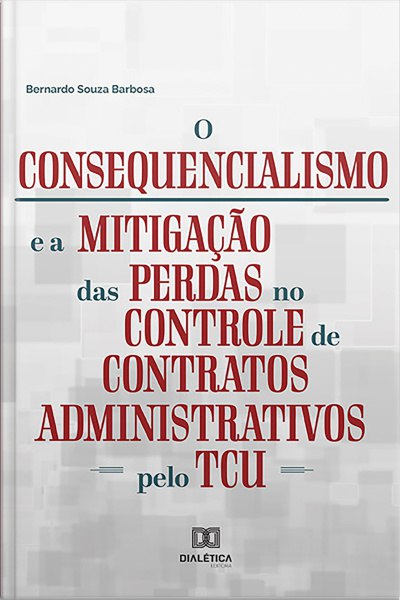 Bernardo Souza Barbosa
O
CONSEQUENCIALISMO
e a MITIGAÇÃO
das PERDAS no
CONTROLE de
CONTRATOS
ADMINISTRATIVOS
pelo TCU
DIALÉTICA
EDITORA